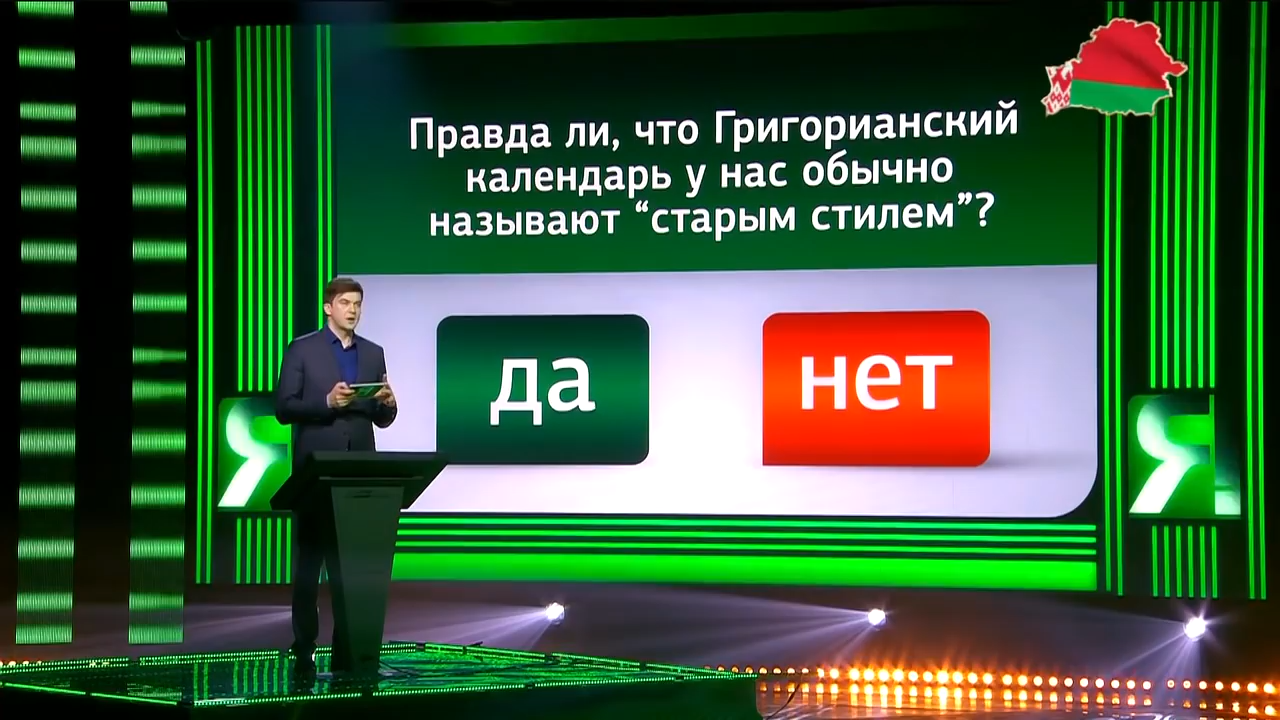 Правда ли, что Григорианский
календарь у нас обычно
называют “старым стилем”?
да
нет
Я
Я